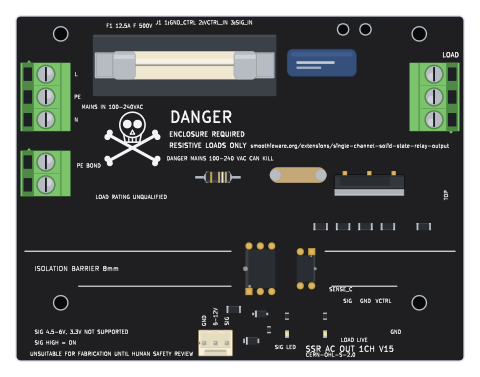 F1 12.5A F 500V
J1 1:GND_CTRL 2:VCTRL_IN 3:SIG_IN
LOAD
L
PE
MAINS IN 100-240VAC
N
DANGER
ENCLOSURE REQUIRED
RESISTIVE LOADS ONLY
smoothieware.org/extensions/single-channel-solid-state-relay-output
DANGER MAINS 100-240 VAC CAN KILL
PE BOND
LOAD RATING UNQUALIFIED
TOP
ISOLATION BARRIER 8mm
SENSE_C
SIG GND VCTRL
GND
6-12V
SIG
SIG 4.5-6V, 3.3V NOT SUPPORTED
SIG HIGH = ON
UNSUITABLE FOR FABRICATION UNTIL HUMAN SAFETY REVIEW
SIG LED
LOAD LIVE
GND
SSR AC OUT 1CH V15
CERN-OHL-S-2.0